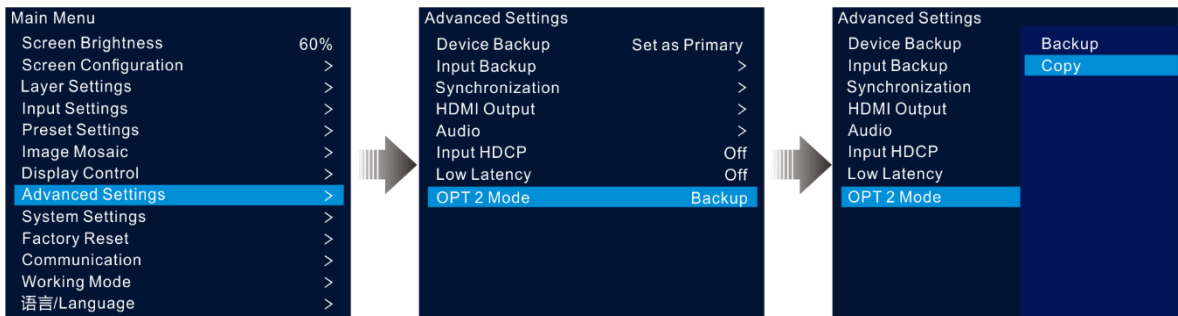 Main Menu
Screen Brightness 60%
Screen Configuration >
Layer Settings >
Input Settings >
Preset Settings >
Image Mosaic >
Display Control >
Advanced Settings >
System Settings >
Factory Reset >
Communication >
Working Mode >
语言/Language >
Advanced Settings
Device Backup Set as Primary
Input Backup >
Synchronization >
HDMI Output >
Audio >
Input HDCP Off
Low Latency Off
OPT 2 Mode Backup
Advanced Settings
Device Backup Backup
Input Backup Copy
Synchronization
HDMI Output
Audio
Input HDCP
Low Latency
OPT 2 Mode